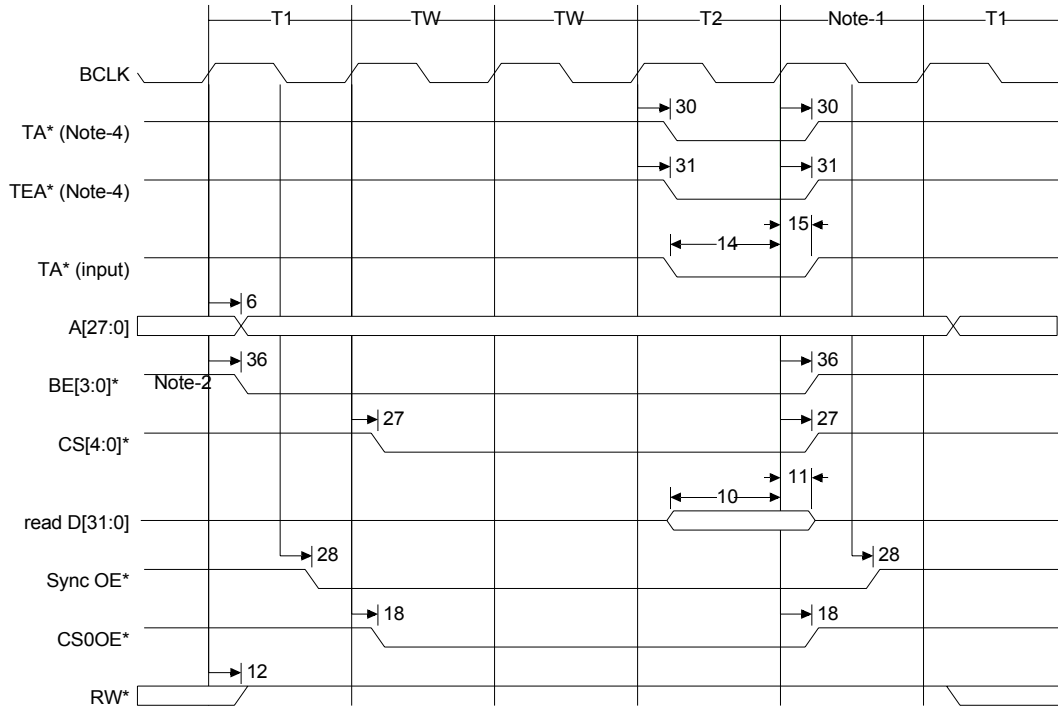 T1 TW TW T2 Note-1 T1
BCLK
30 30
TA* (Note-4)
31 31
TEA* (Note-4)
15
14
TA* (input)
6
A[27:0]
36 36
BE[3:0]* Note-2
27 27
CS[4:0]*
11
10
read D[31:0]
28 28
Sync OE*
18 18
CS0OE*
12
RW*